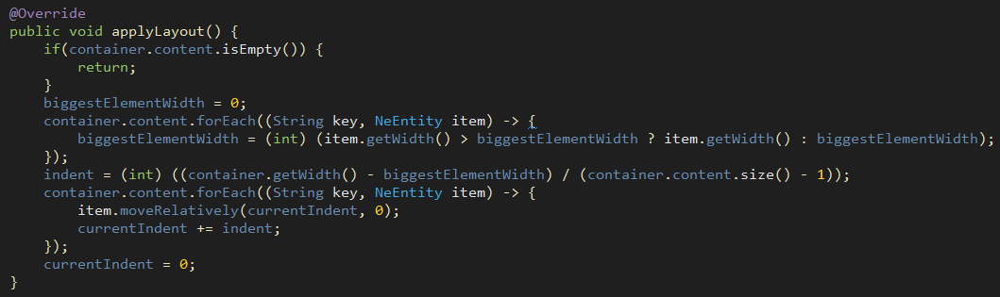 @Override
public void applyLayout() {
    if(container.content.isEmpty()) {
        return;
    }
    biggestElementWidth = 0;
    container.content.forEach((String key, NeEntity item) -> {
        biggestElementWidth = (int) (item.getWidth() > biggestElementWidth ? item.getWidth() : biggestElementWidth);
    });
    indent = (int) ((container.getWidth() - biggestElementWidth) / (container.content.size() - 1));
    container.content.forEach((String key, NeEntity item) -> {
        item.moveRelatively(currentIndent, 0);
        currentIndent += indent;
    });
    currentIndent = 0;
}